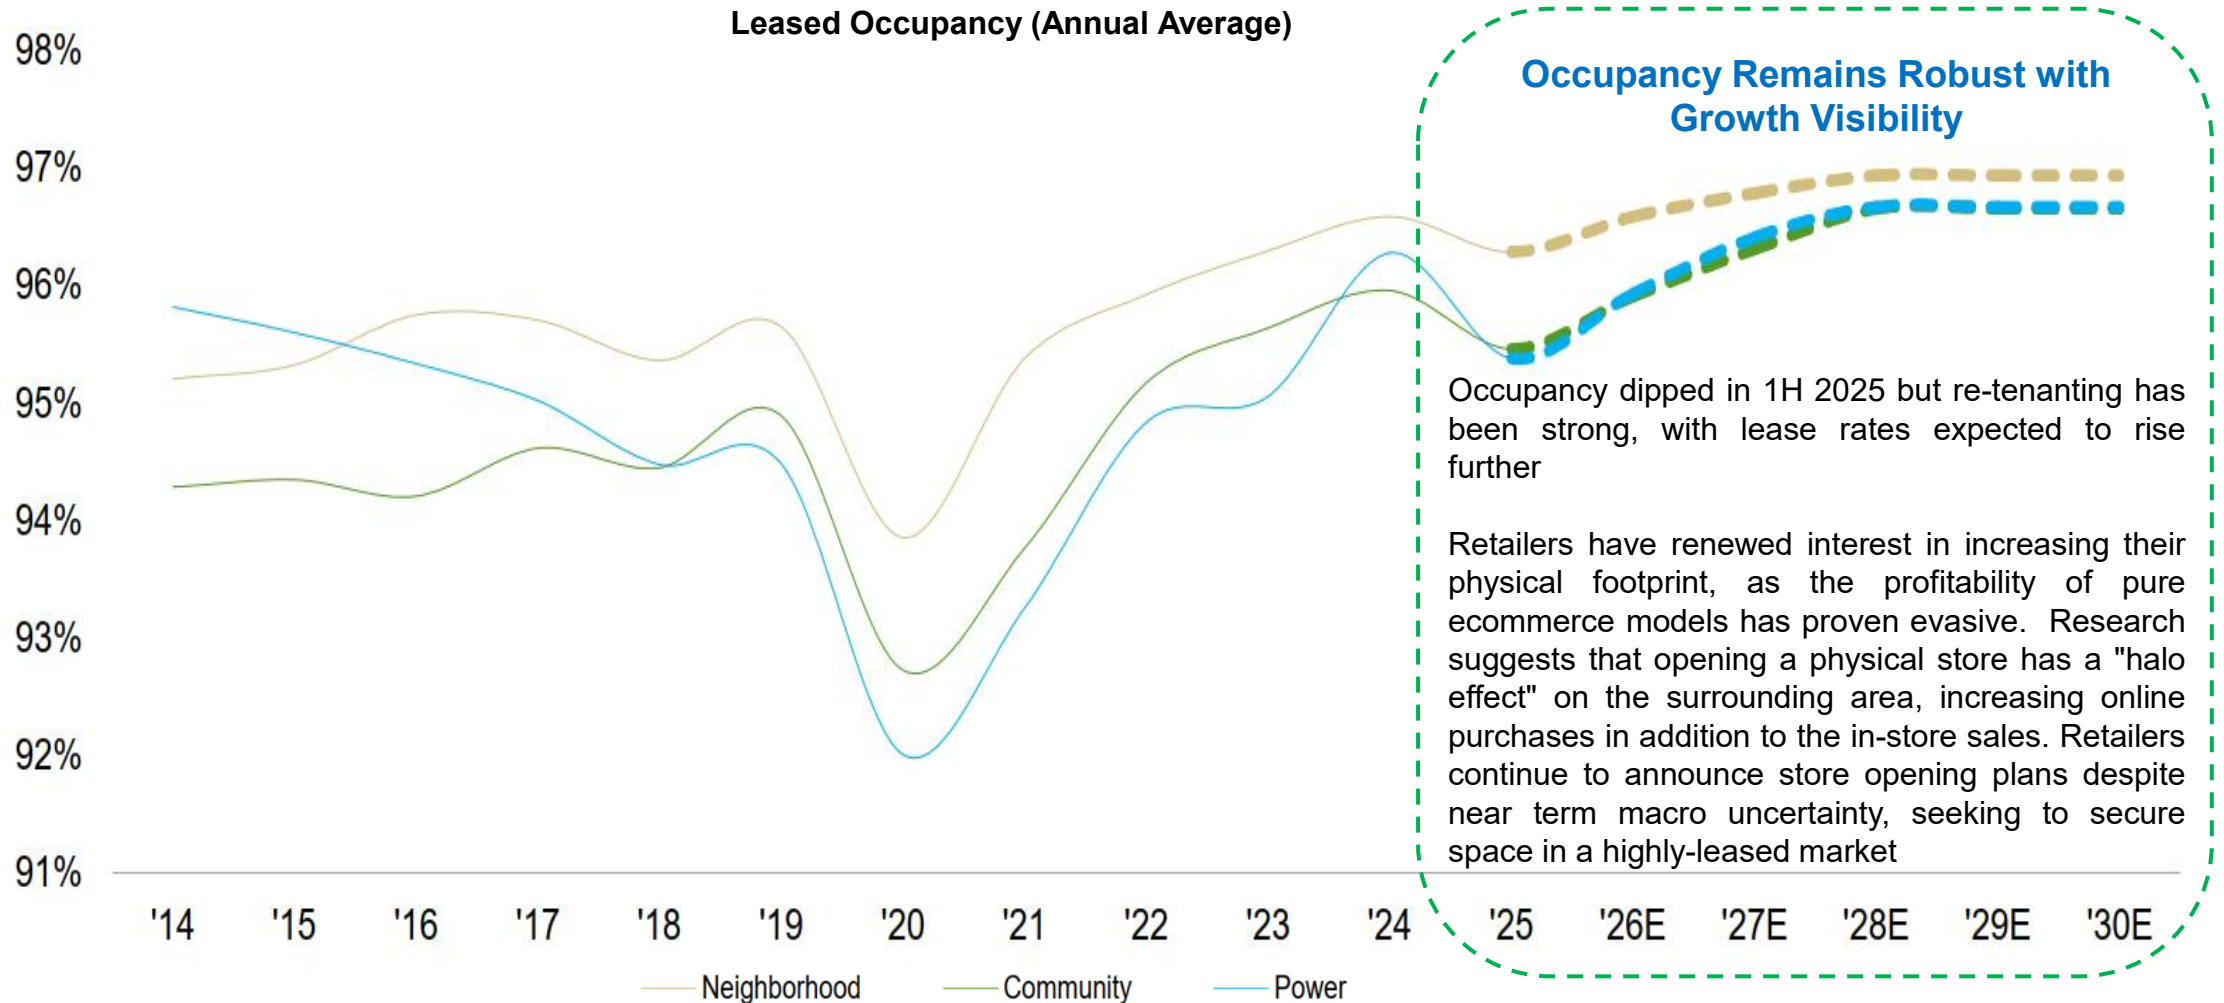 Leased Occupancy (Annual Average)
98%
97%
96%
95%
94%
93%
92%
91%
Occupancy Remains Robust with
Growth Visibility
Occupancy dipped in 1H 2025 but re-tenanting has
been strong, with lease rates expected to rise
further
Retailers have renewed interest in increasing their
physical footprint, as the profitability of pure
ecommerce models has proven evasive. Research
suggests that opening a physical store has a "halo
effect" on the surrounding area, increasing online
purchases in addition to the in-store sales. Retailers
continue to announce store opening plans despite
near term macro uncertainty, seeking to secure
space in a highly-leased market
'14 '15 '16 '17 '18 '19 '20 '21 '22 '23 '24 '25 '26E '27E '28E '29E '30E
Neighborhood Community Power